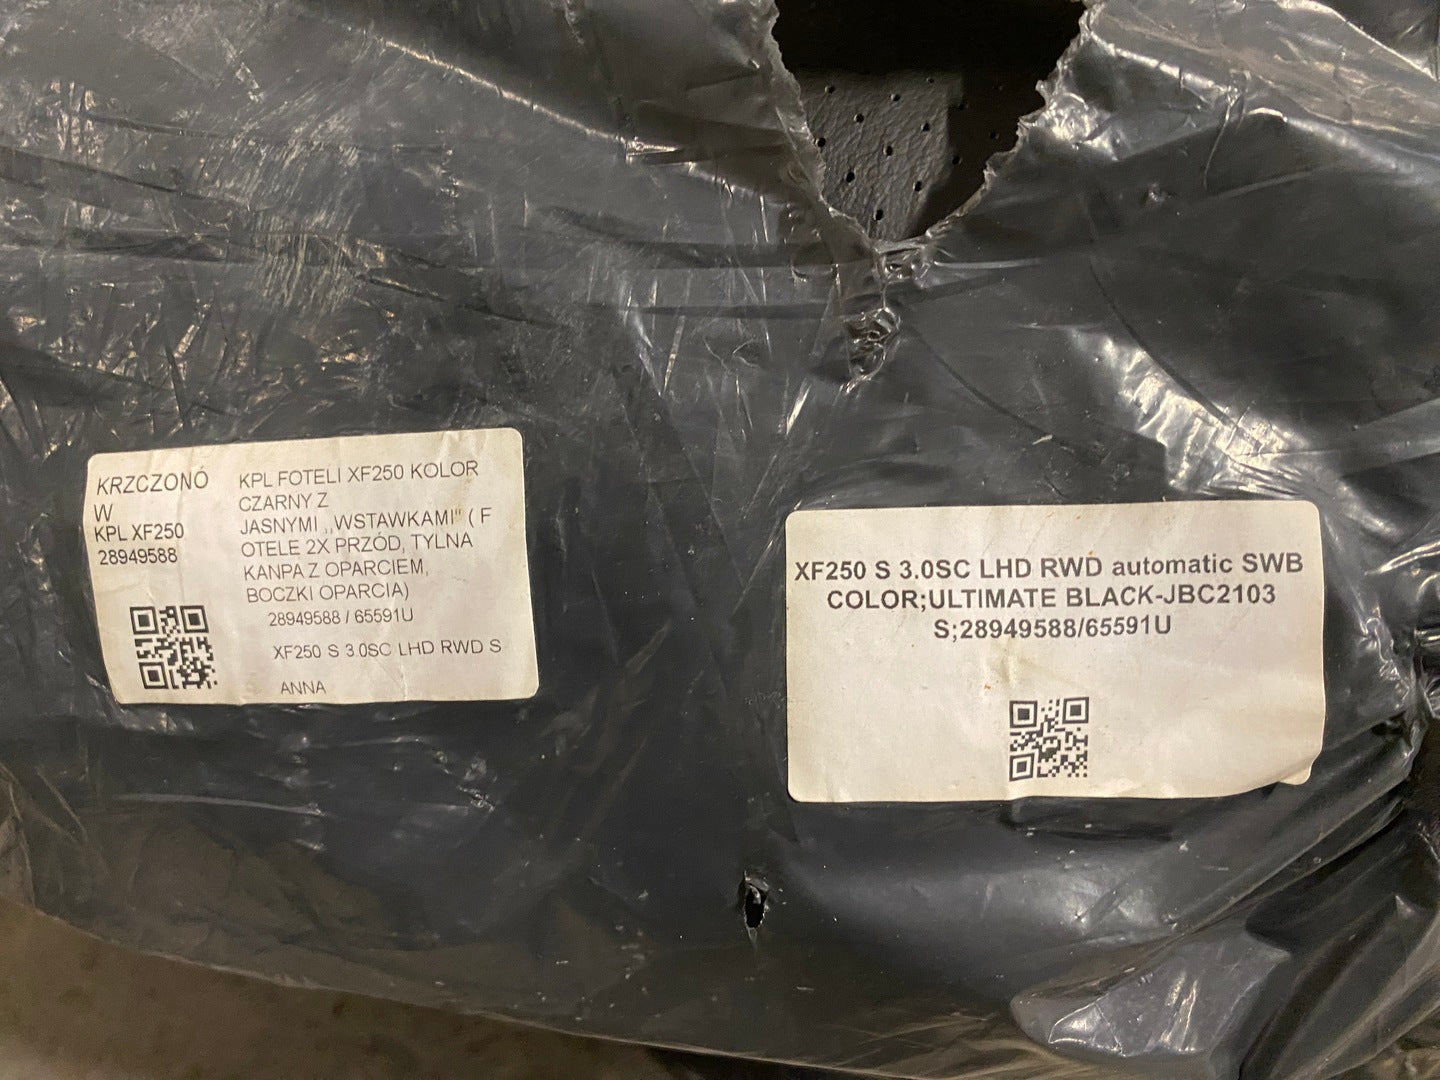 KRZCZONÓ
W
KPL XF250
28949588
KPL FOTELI XF250 KOLOR
CZARNY Z
JASNYMI ,,WSTAWKAMI" ( F
OTELE 2X PRZÓD, TYLNA
KANPA Z OPARCIEM,
BOCZKI OPARCIA)
28949588 / 65591U
XF250 S 3.0SC LHD RWD S
ANNA
XF250 S 3.0SC LHD RWD automatic SWB
COLOR;ULTIMATE BLACK-JBC2103
S;28949588/65591U